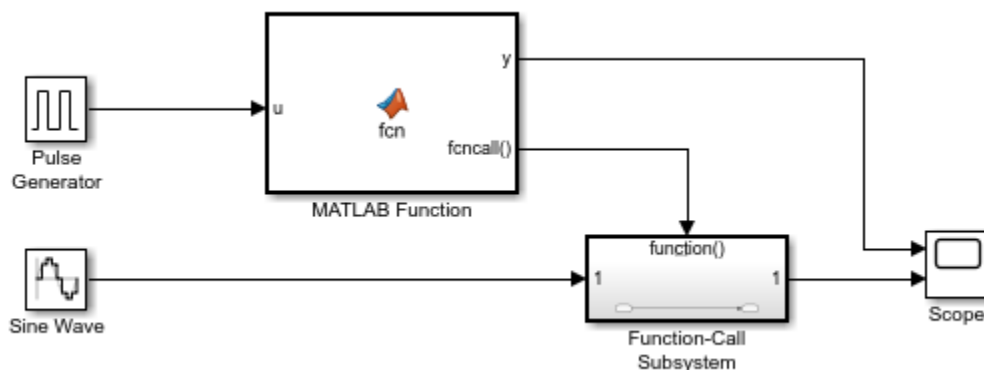 y
u
fcn
fcncall()
Pulse
Generator
MATLAB Function
function()
1
1
Sine Wave
Scope
Function-Call
Subsystem